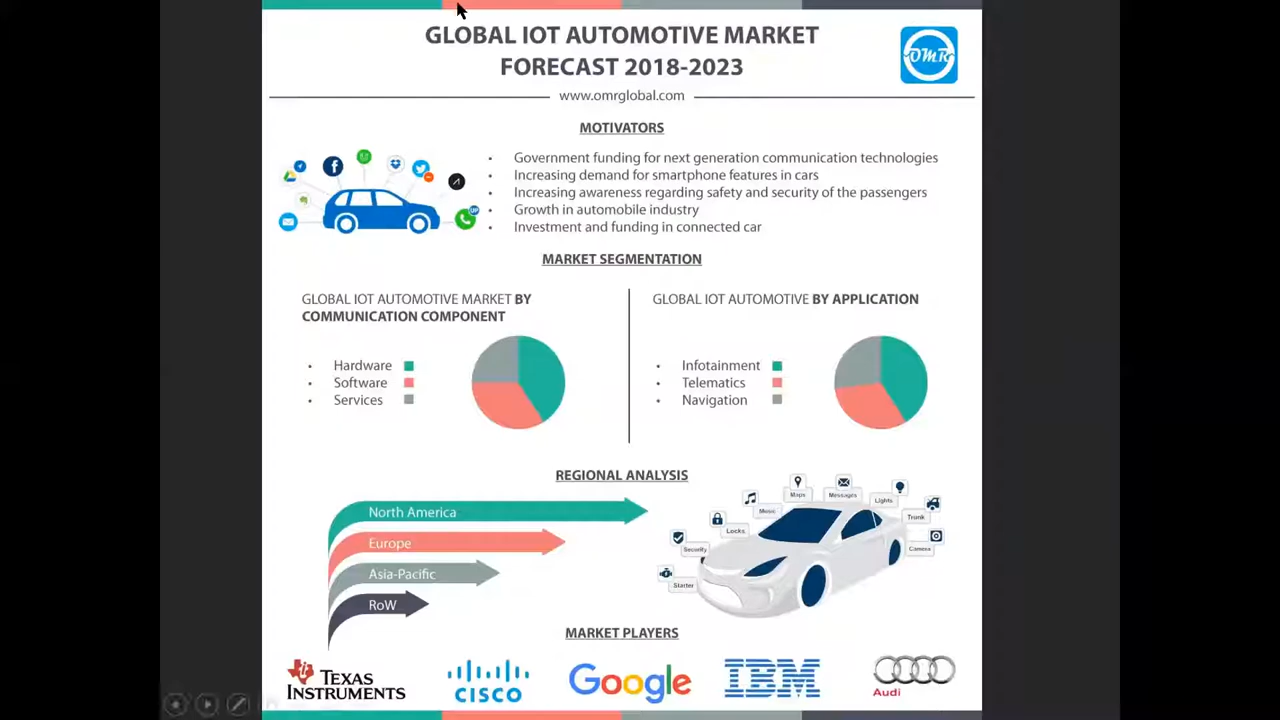 GLOBAL IOT AUTOMOTIVE MARKET
FORECAST 2018-2023
OMR
www.omrglobal.com
MOTIVATORS
• Government funding for next generation communication technologies
• Increasing demand for smartphone features in cars
• Increasing awareness regarding safety and security of the passengers
• Growth in automobile industry
• Investment and funding in connected car
MARKET SEGMENTATION
GLOBAL IOT AUTOMOTIVE MARKET BY
COMMUNICATION COMPONENT
• Hardware
• Software
• Services
GLOBAL IOT AUTOMOTIVE BY APPLICATION
• Infotainment
• Telematics
• Navigation
REGIONAL ANALYSIS
North America
Europe
Asia-Pacific
RoW
Starter
Security
Locks
Music
Maps
Messages
Lights
Trunk
Camera
MARKET PLAYERS
TEXAS
INSTRUMENTS
CISCO
Google
IBM
Audi